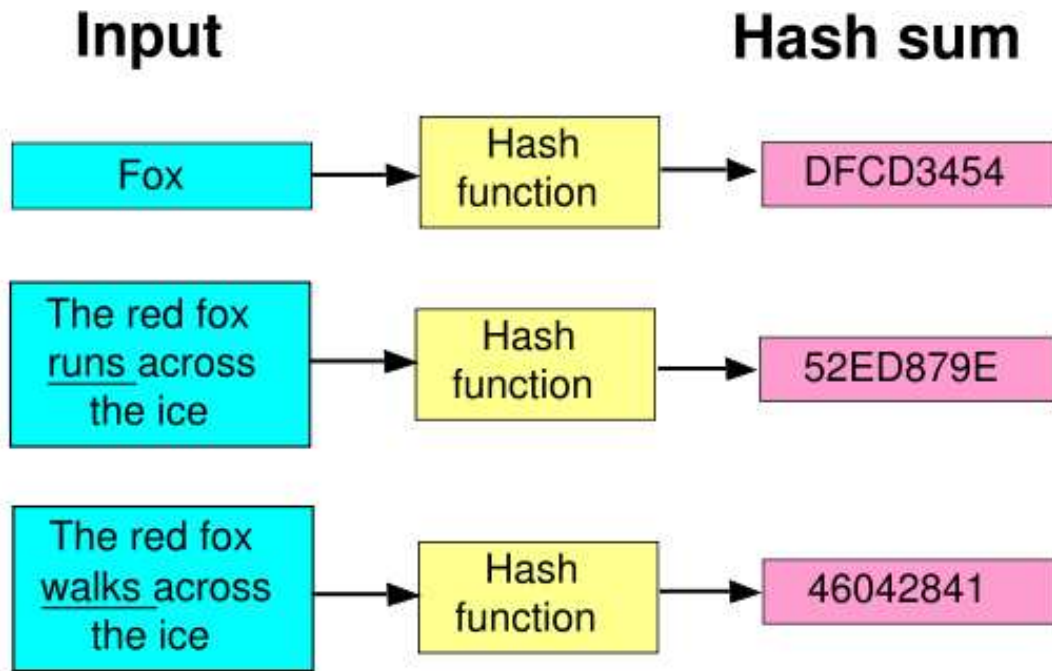 Input
Hash sum
Fox
Hash
function
DFCD3454
The red fox
runs across
the ice
Hash
function
52ED879E
The red fox
walks across
the ice
Hash
function
46042841